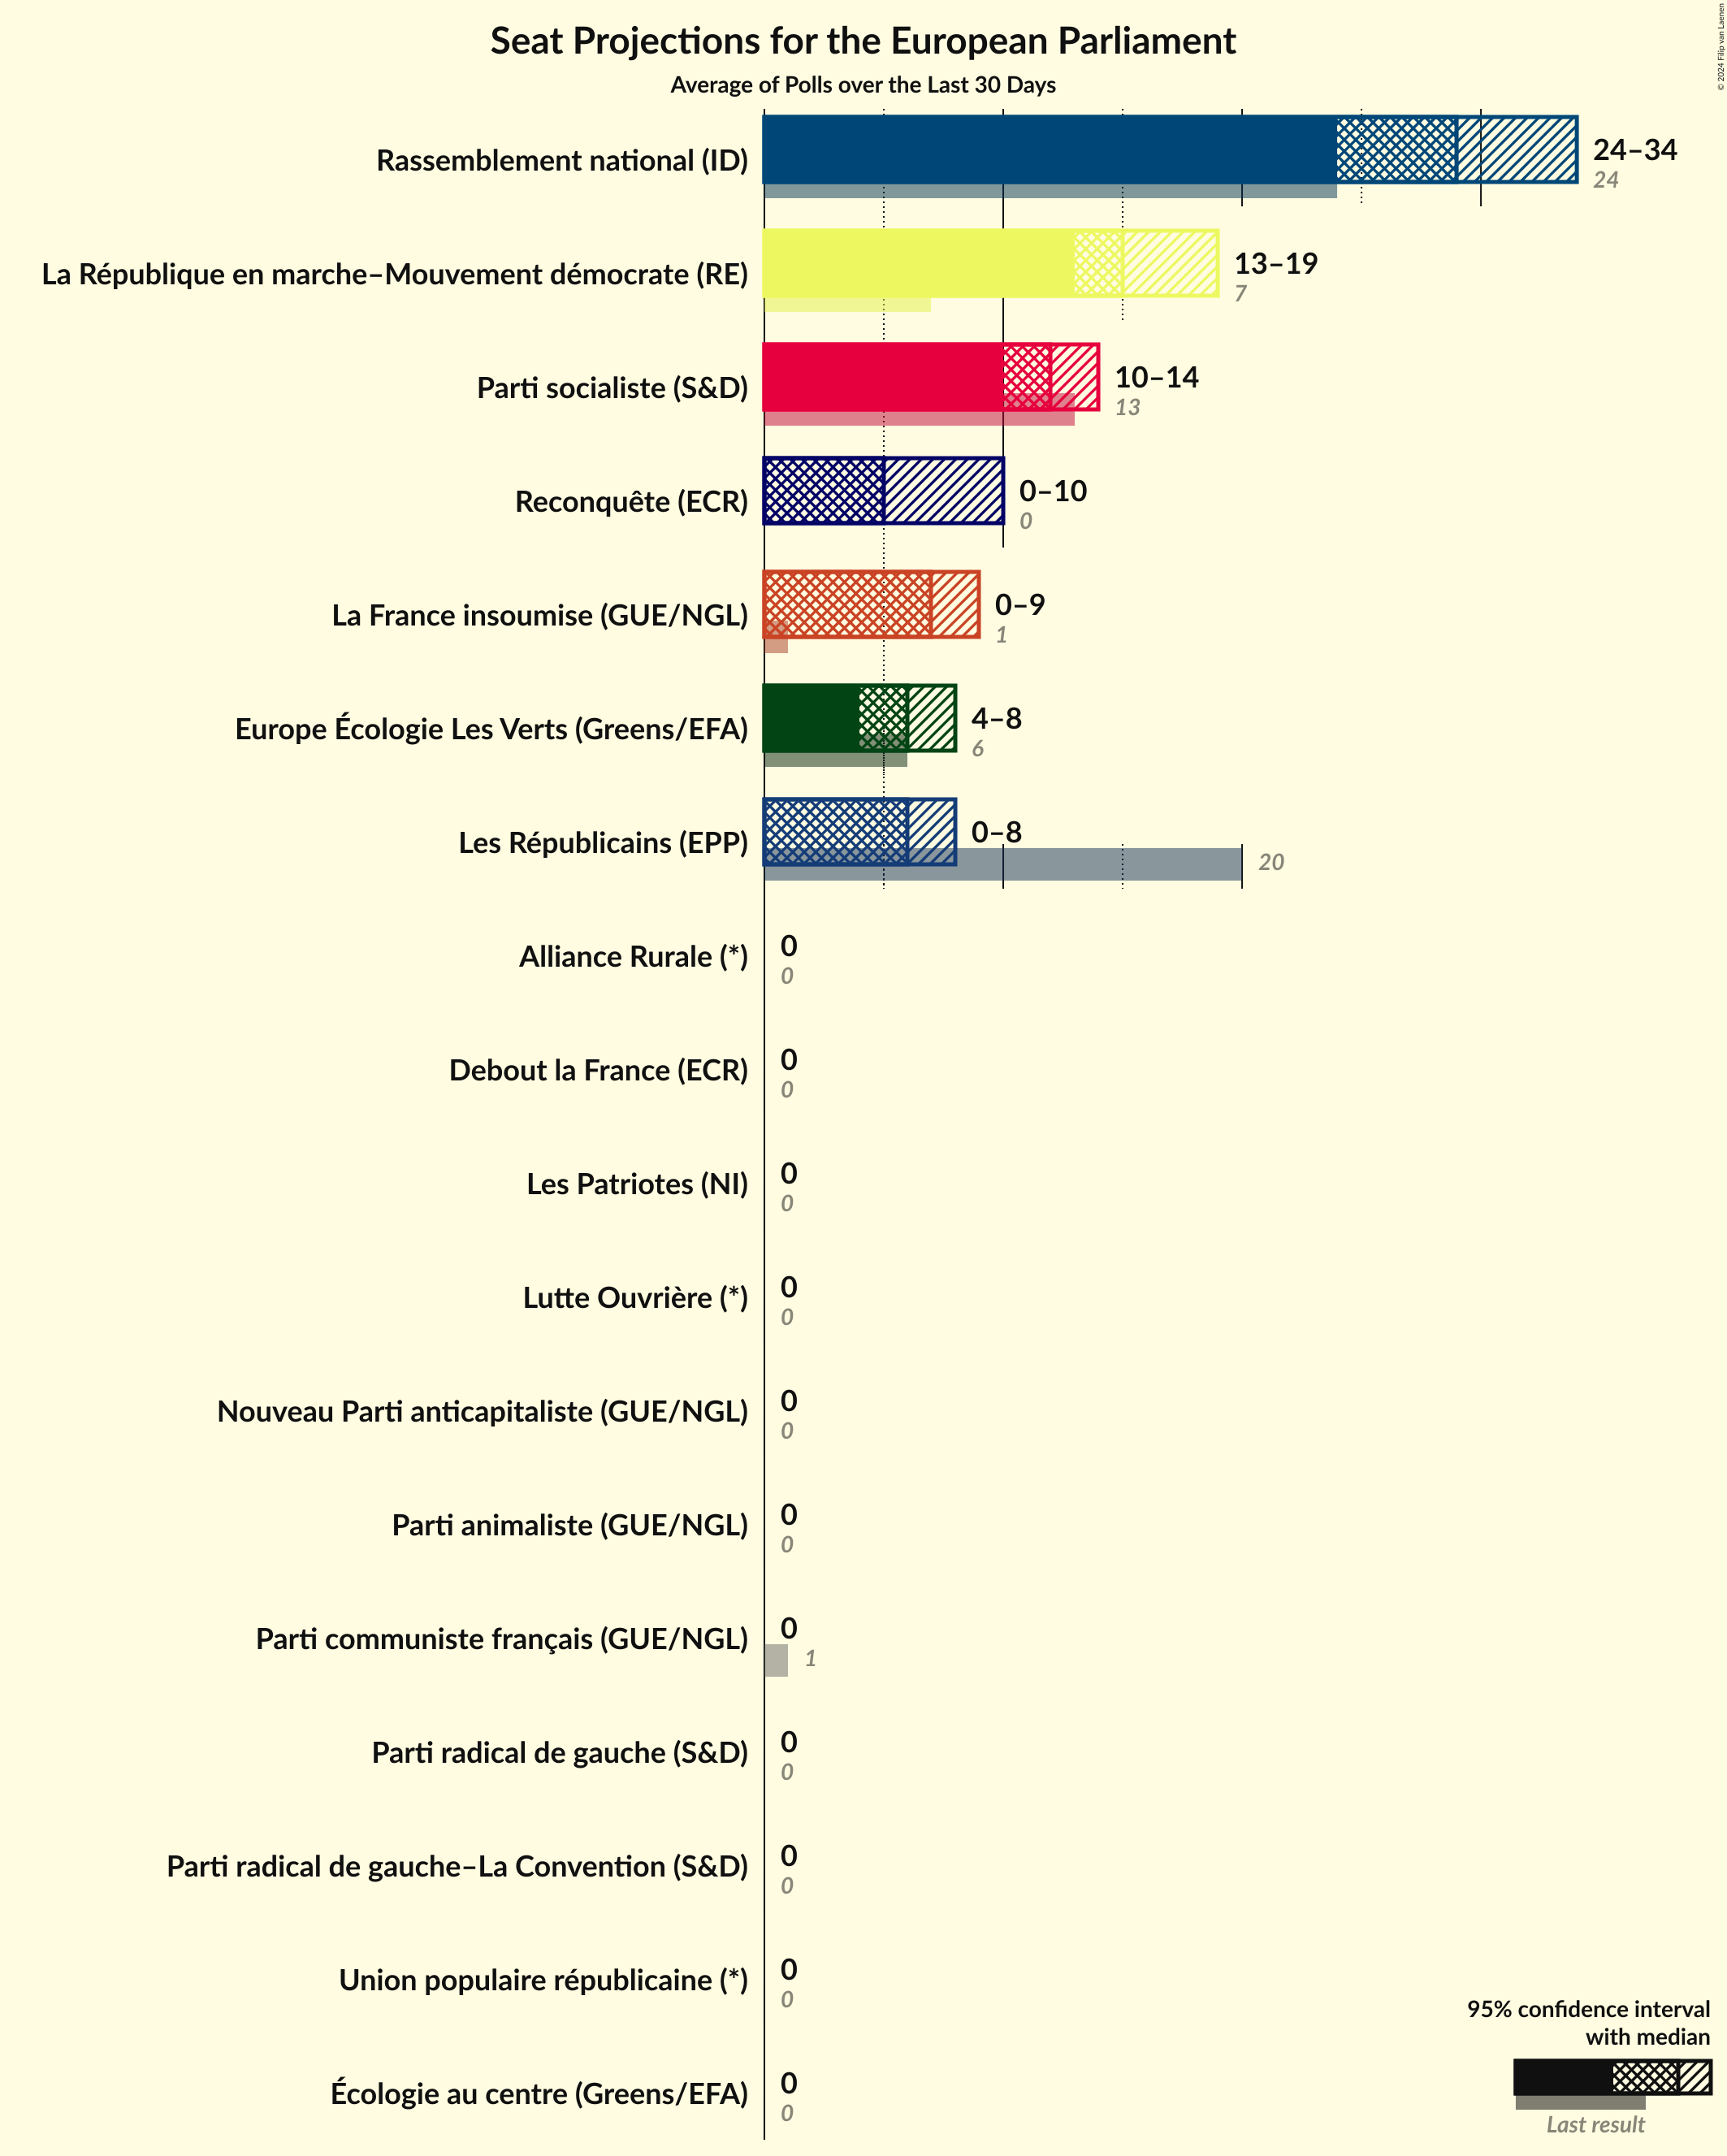 Seat Projections for the European Parliament
Average of Polls over the Last 30 Days
© 2024 Filip van Laenen
Rassemblement national (ID)
24–34
24
La République en marche–Mouvement démocrate (RE)
13–19
7
Parti socialiste (S&D)
10–14
13
Reconquête (ECR)
0–10
0
La France insoumise (GUE/NGL)
0–9
1
Europe Écologie Les Verts (Greens/EFA)
4–8
6
Les Républicains (EPP)
0–8
20
Alliance Rurale (*)
0
0
Debout la France (ECR)
0
0
Les Patriotes (NI)
0
0
Lutte Ouvrière (*)
0
0
Nouveau Parti anticapitaliste (GUE/NGL)
0
0
Parti animaliste (GUE/NGL)
0
0
Parti communiste français (GUE/NGL)
0
1
Parti radical de gauche (S&D)
0
0
Parti radical de gauche–La Convention (S&D)
0
0
Union populaire républicaine (*)
0
0
Écologie au centre (Greens/EFA)
0
0
95% confidence interval
with median
Last result